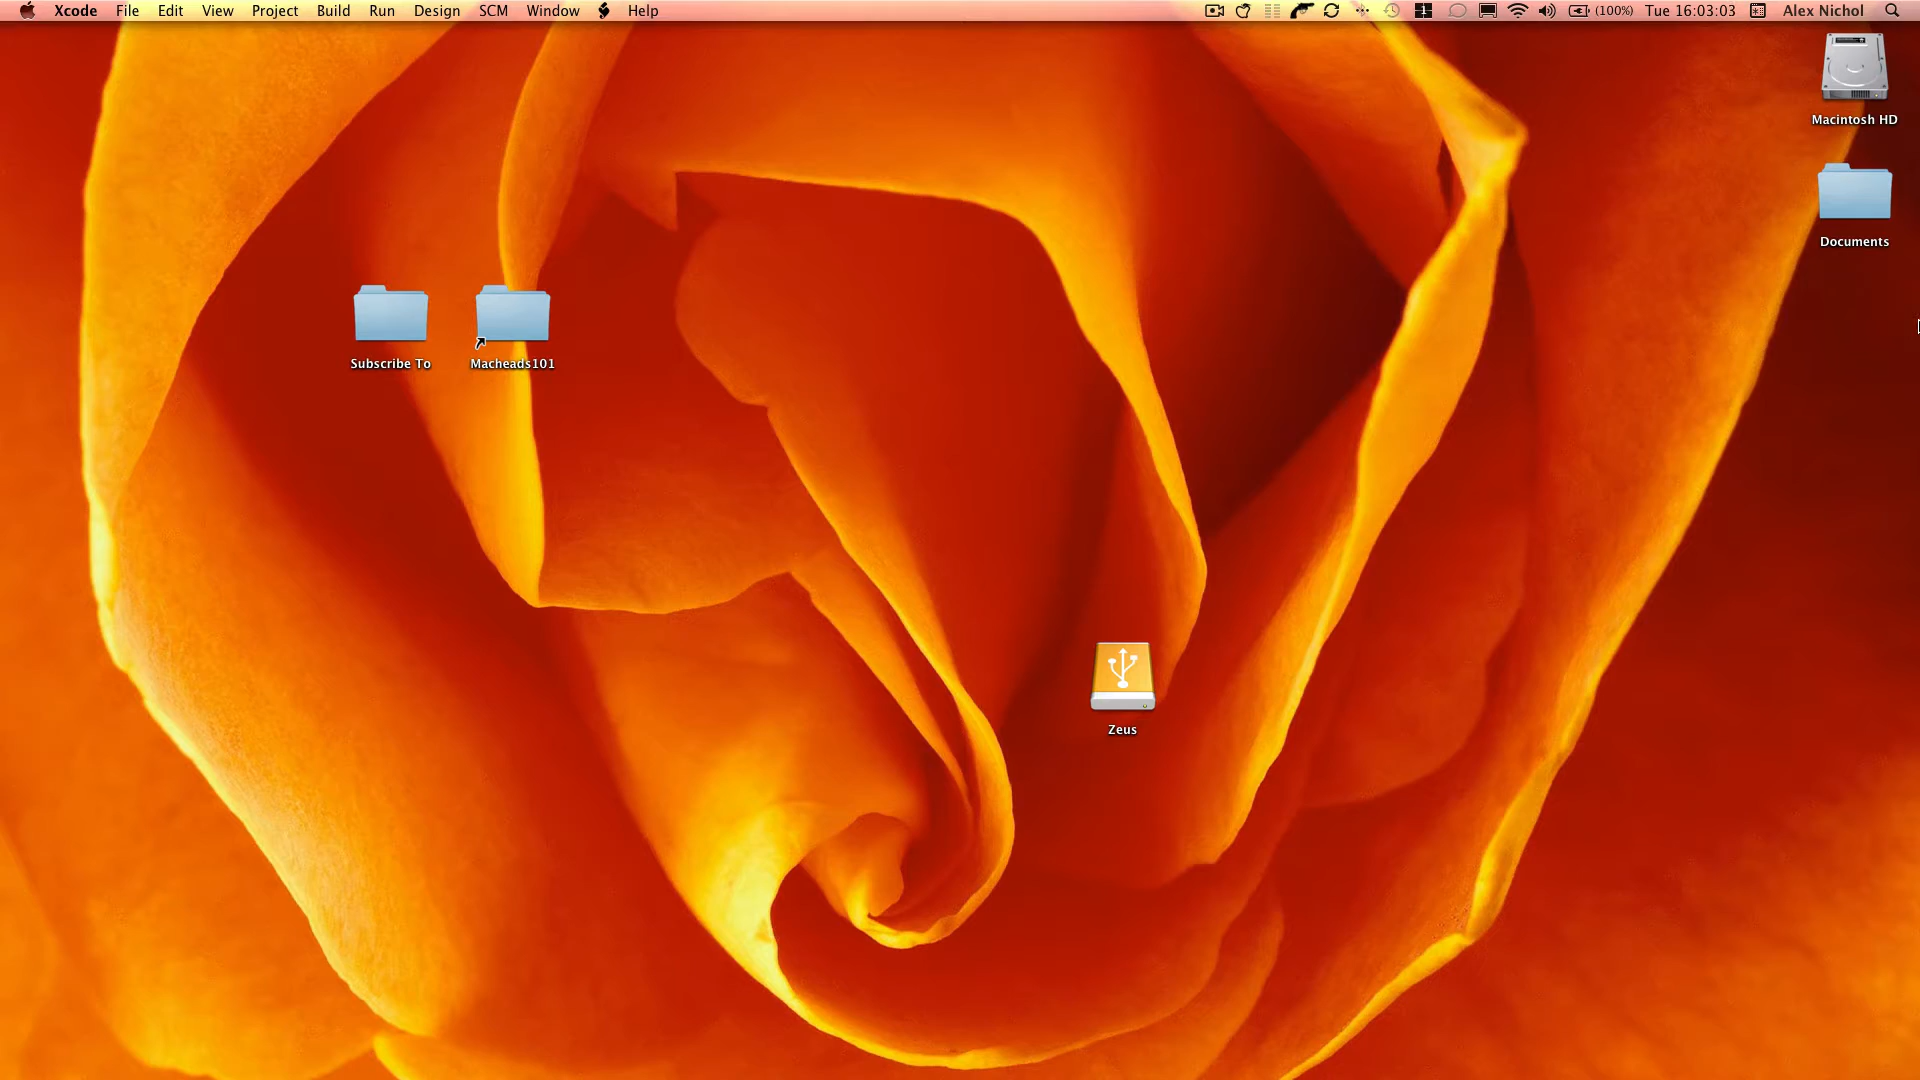 Xcode File Edit View Project Build Run Design SCM Window Help 1 (100%) Tue 16:03:03 Alex Nichol
Macintosh HD
Documents
Subscribe To
Macheads101
Zeus